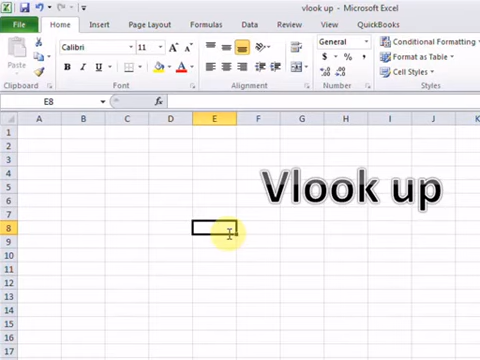 vlook up - Microsoft Excel
File Home Insert Page Layout Formulas Data Review View QuickBooks
Calibri 11 A A General Conditional Formatting
Paste B I U A $ % , Format as Table
Cell Styles
Clipboard Font Alignment Number Styles
E8 fx
A B C D E F G H I J K
1
2
3
4
5
6
7
8
9
10
11
12
13
14
15
16
17
Vlook up